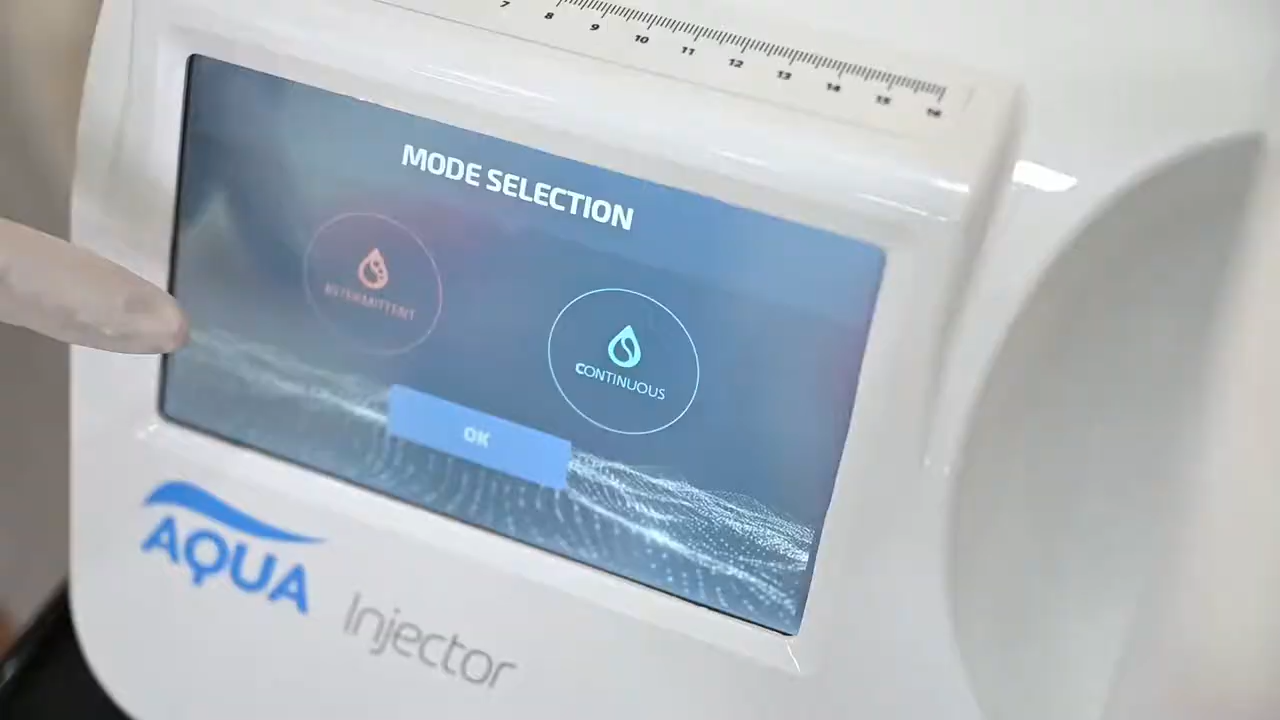 7 8 9 10 11 12 13 14 15 16
MODE SELECTION
INTERMITTENT
CONTINUOUS
OK
AQUA
Injector